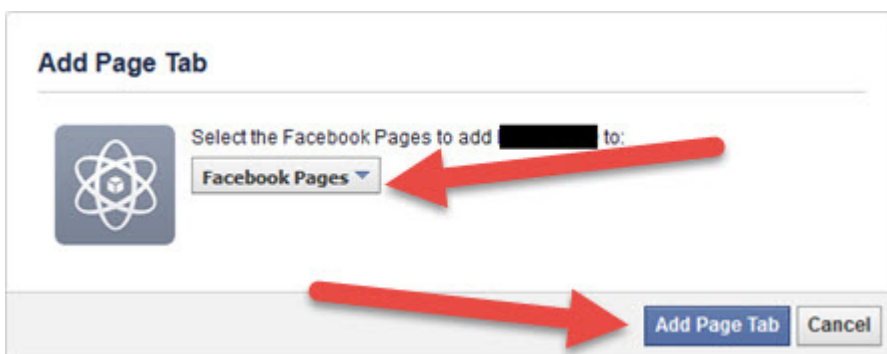 Add Page Tab
Select the Facebook Pages to add to:
Facebook Pages
Add Page Tab Cancel